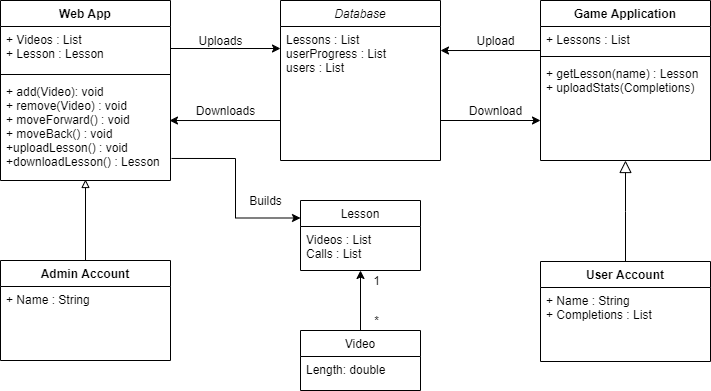 Web App
+ Videos : List
+ Lesson : Lesson
+ add(Video): void
+ remove(Video) : void
+ moveForward() : void
+ moveBack() : void
+uploadLesson() : void
+downloadLesson() : Lesson
Uploads
Downloads
Database
Lessons : List
userProgress : List
users : List
Upload
Download
Game Application
+ Lessons : List
+ getLesson(name) : Lesson
+ uploadStats(Completions)
Builds
Lesson
Videos : List
Calls : List
1
*
Video
Length: double
Admin Account
+ Name : String
User Account
+ Name : String
+ Completions : List